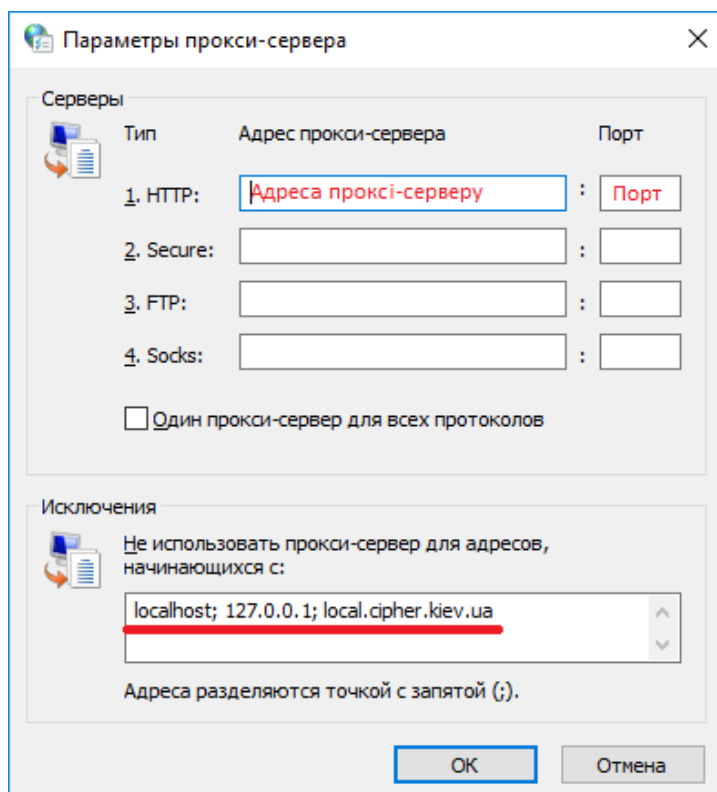 Параметры прокси-сервера
Серверы
Тип Адрес прокси-сервера Порт
1. HTTP: Адреса проксі-серверу : Порт
2. Secure: :
3. FTP: :
4. Socks: :
Один прокси-сервер для всех протоколов
Исключения
Не использовать прокси-сервер для адресов,
начинающихся с:
localhost; 127.0.0.1; local.cipher.kiev.ua
Адреса разделяются точкой с запятой (;).
ОК Отмена